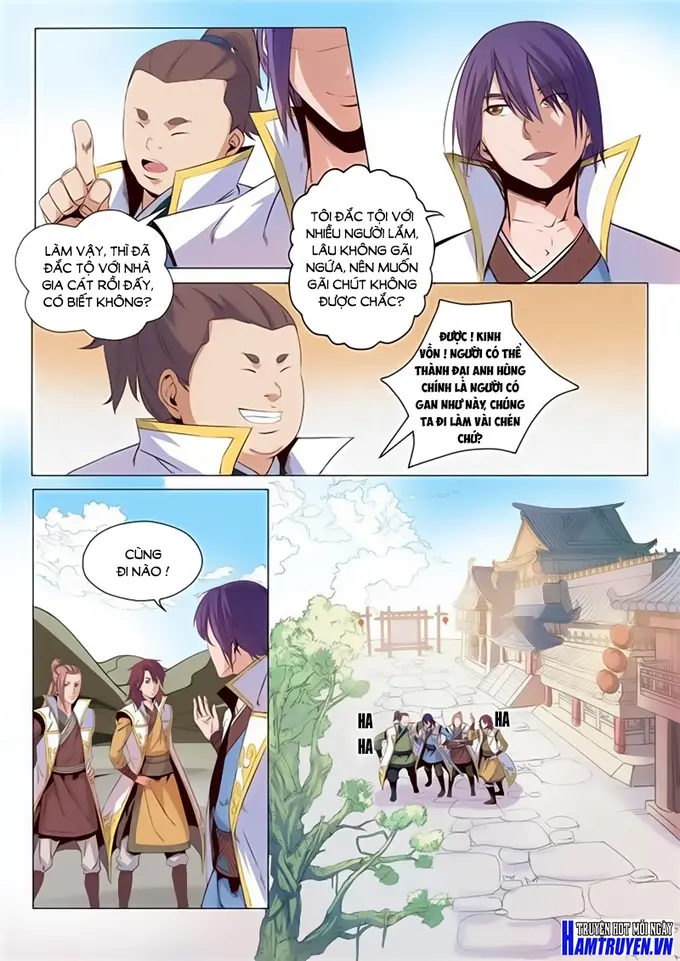 LÀM VẬY, THÌ ĐÃ
ĐẮC TỘ VỚI NHÀ
GIA CÁT RỒI ĐẤY,
CÓ BIẾT KHÔNG?
TÔI ĐẮC TỘI VỚI
NHIỀU NGƯỜI LẮM,
LÂU KHÔNG GÃI
NGỨA, NÊN MUỐN
GÃI CHÚT KHÔNG
ĐƯỢC CHẮC?
ĐƯỢC ! KINH
VỒN ! NGƯỜI CÓ THỂ
THÀNH ĐẠI ANH HÙNG
CHÍNH LÀ NGƯỜI CÓ
GAN NHƯ NÀY, CHÚNG
TA ĐI LÀM VÀI CHÉN
CHỨ?
CÙNG
ĐI NÀO !
HA
HA
HA
TRUYỆN HOT MỖI NGÀY
HAMTRUYEN.VN